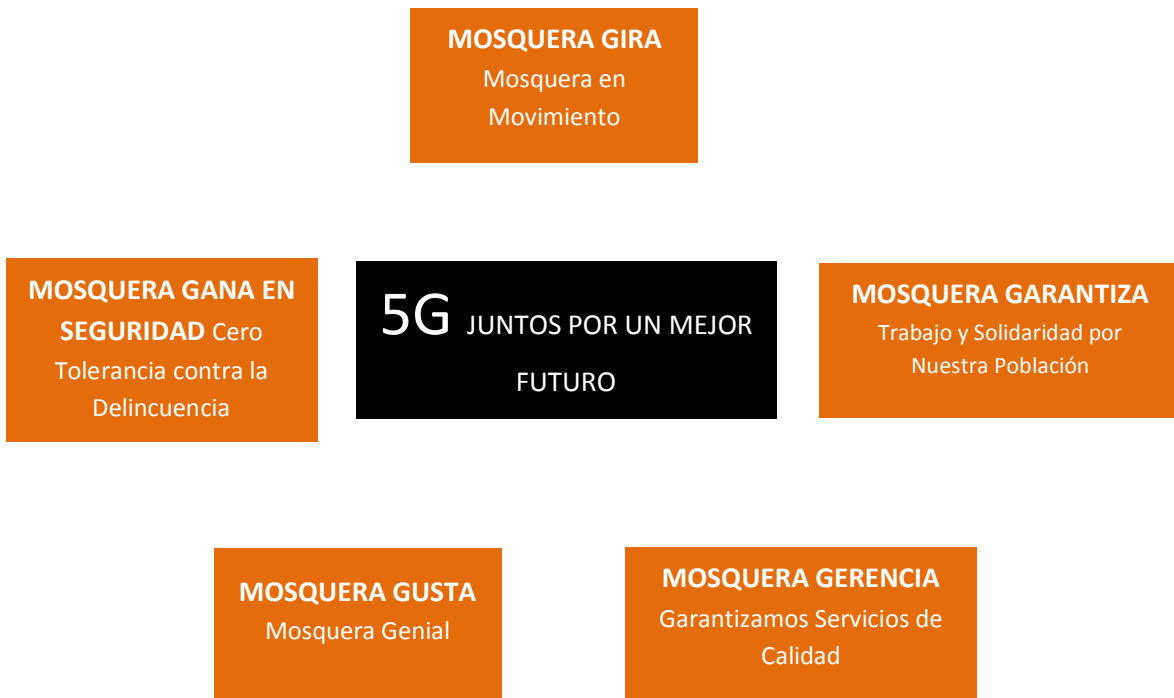 MOSQUERA GIRA
Mosquera en
Movimiento
MOSQUERA GANA EN
SEGURIDAD Cero
Tolerancia contra la
Delincuencia
5G JUNTOS POR UN MEJOR
FUTURO
MOSQUERA GARANTIZA
Trabajo y Solidaridad por
Nuestra Población
MOSQUERA GUSTA
Mosquera Genial
MOSQUERA GERENCIA
Garantizamos Servicios de
Calidad